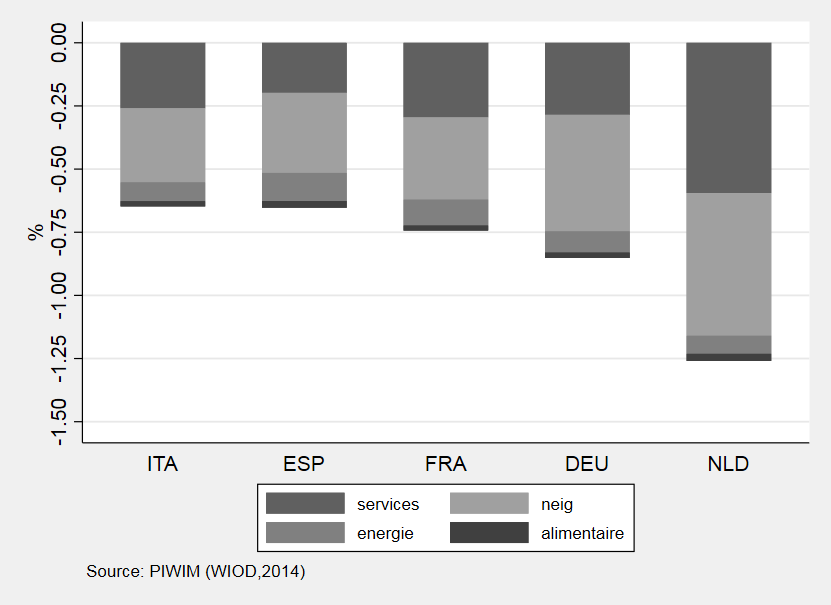 0.00
-0.25
-0.50
-0.75
-1.00
-1.25
-1.50
%
ITA ESP FRA DEU NLD
services neig
energie alimentaire
Source: PIWIM (WIOD,2014)